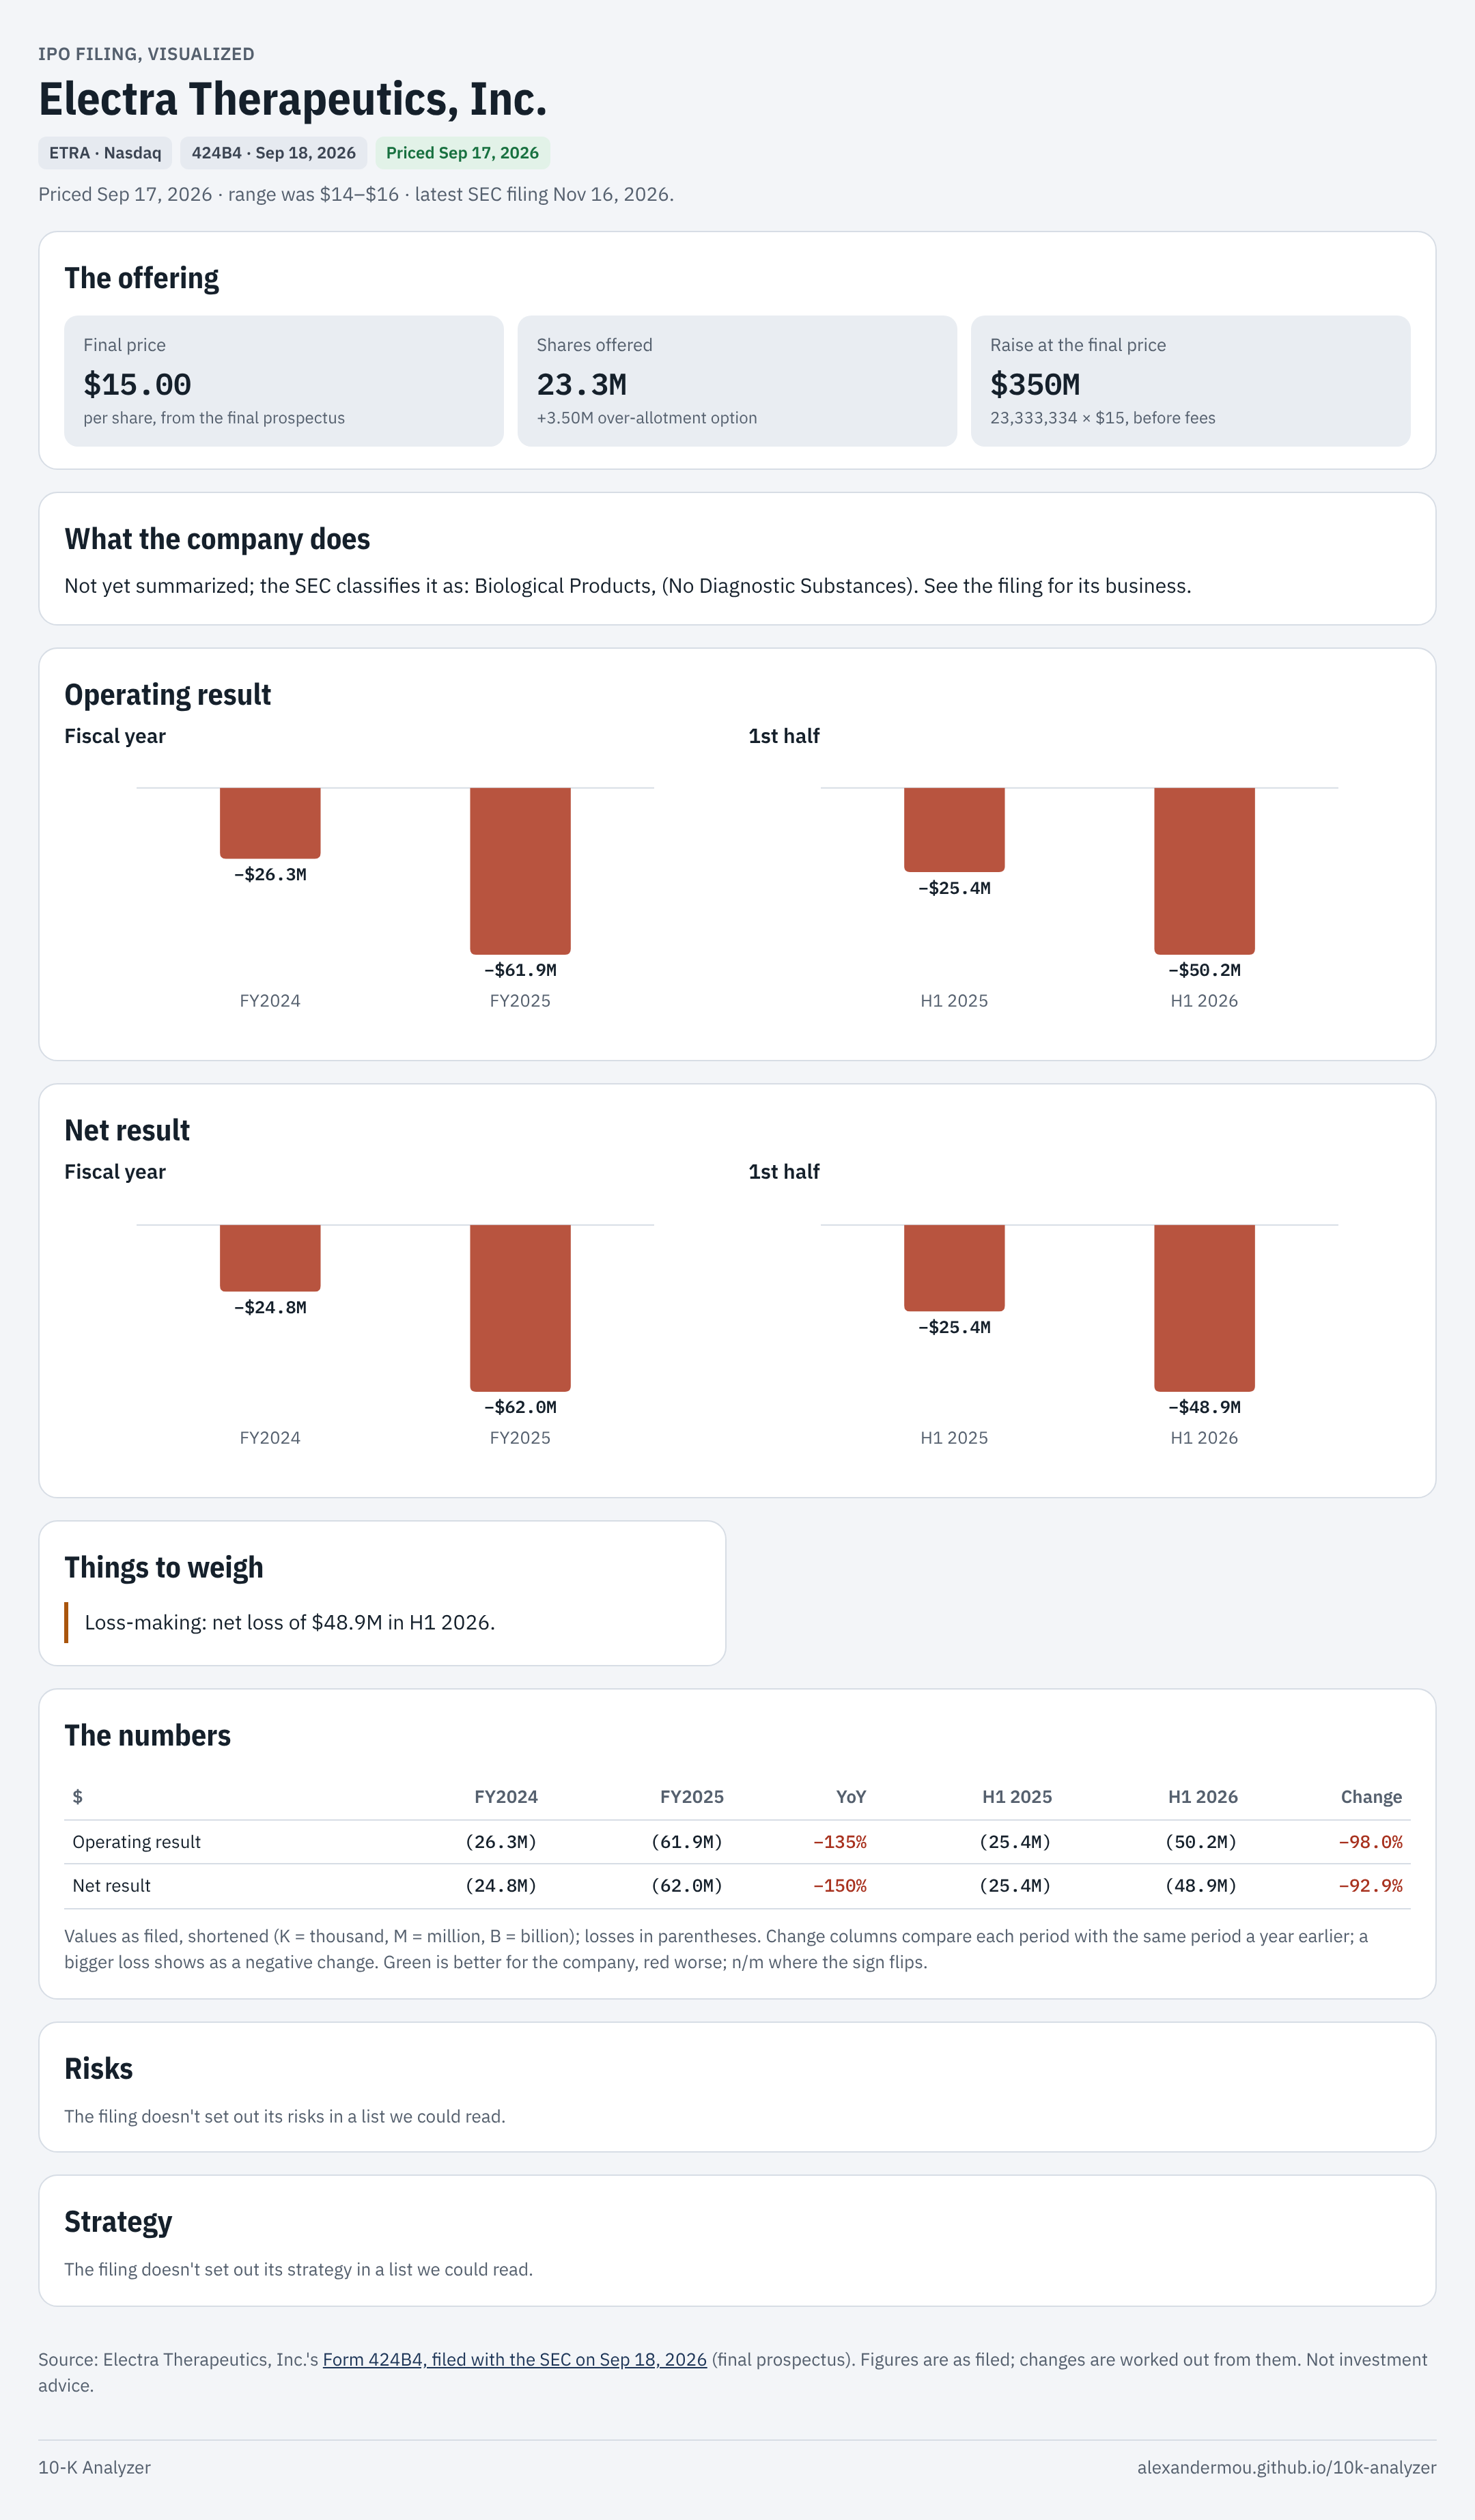 IPO FILING, VISUALIZED
Electra Therapeutics, Inc.
ETRA · Nasdaq 424B4 · Sep 18, 2026 Priced Sep 17, 2026
Priced Sep 17, 2026 · range was $14–$16 · latest SEC filing Nov 16, 2026.
The offering
Final price
$15.00
per share, from the final prospectus
Shares offered
23.3M
+3.50M over-allotment option
Raise at the final price
$350M
23,333,334 × $15, before fees
What the company does
Not yet summarized; the SEC classifies it as: Biological Products, (No Diagnostic Substances). See the filing for its business.
Operating result
Fiscal year
−$26.3M
−$61.9M
FY2024 FY2025
1st half
−$25.4M
−$50.2M
H1 2025 H1 2026
Net result
Fiscal year
−$24.8M
−$62.0M
FY2024 FY2025
1st half
−$25.4M
−$48.9M
H1 2025 H1 2026
Things to weigh
Loss-making: net loss of $48.9M in H1 2026.
The numbers
$ FY2024 FY2025 YoY H1 2025 H1 2026 Change
Operating result (26.3M) (61.9M) −135% (25.4M) (50.2M) −98.0%
Net result (24.8M) (62.0M) −150% (25.4M) (48.9M) −92.9%
Values as filed, shortened (K = thousand, M = million, B = billion); losses in parentheses. Change columns compare each period with the same period a year earlier; a
bigger loss shows as a negative change. Green is better for the company, red worse; n/m where the sign flips.
Risks
The filing doesn't set out its risks in a list we could read.
Strategy
The filing doesn't set out its strategy in a list we could read.
Source: Electra Therapeutics, Inc.'s Form 424B4, filed with the SEC on Sep 18, 2026 (final prospectus). Figures are as filed; changes are worked out from them. Not investment
advice.
10-K Analyzer
alexandermou.github.io/10k-analyzer